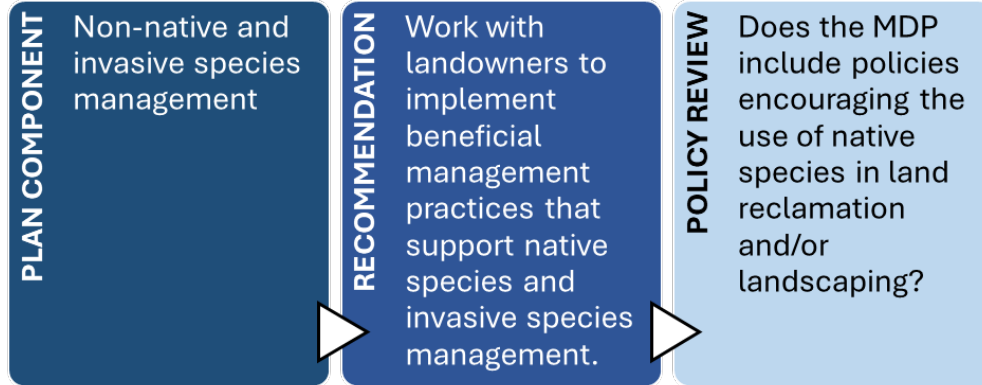 PLAN COMPONENT
Non-native and
invasive species
management
RECOMMENDATION
Work with
landowners to
implement
beneficial
management
practices that
support native
species and
invasive species
management.
POLICY REVIEW
Does the MDP
include policies
encouraging the
use of native
species in land
reclamation
and/or
landscaping?